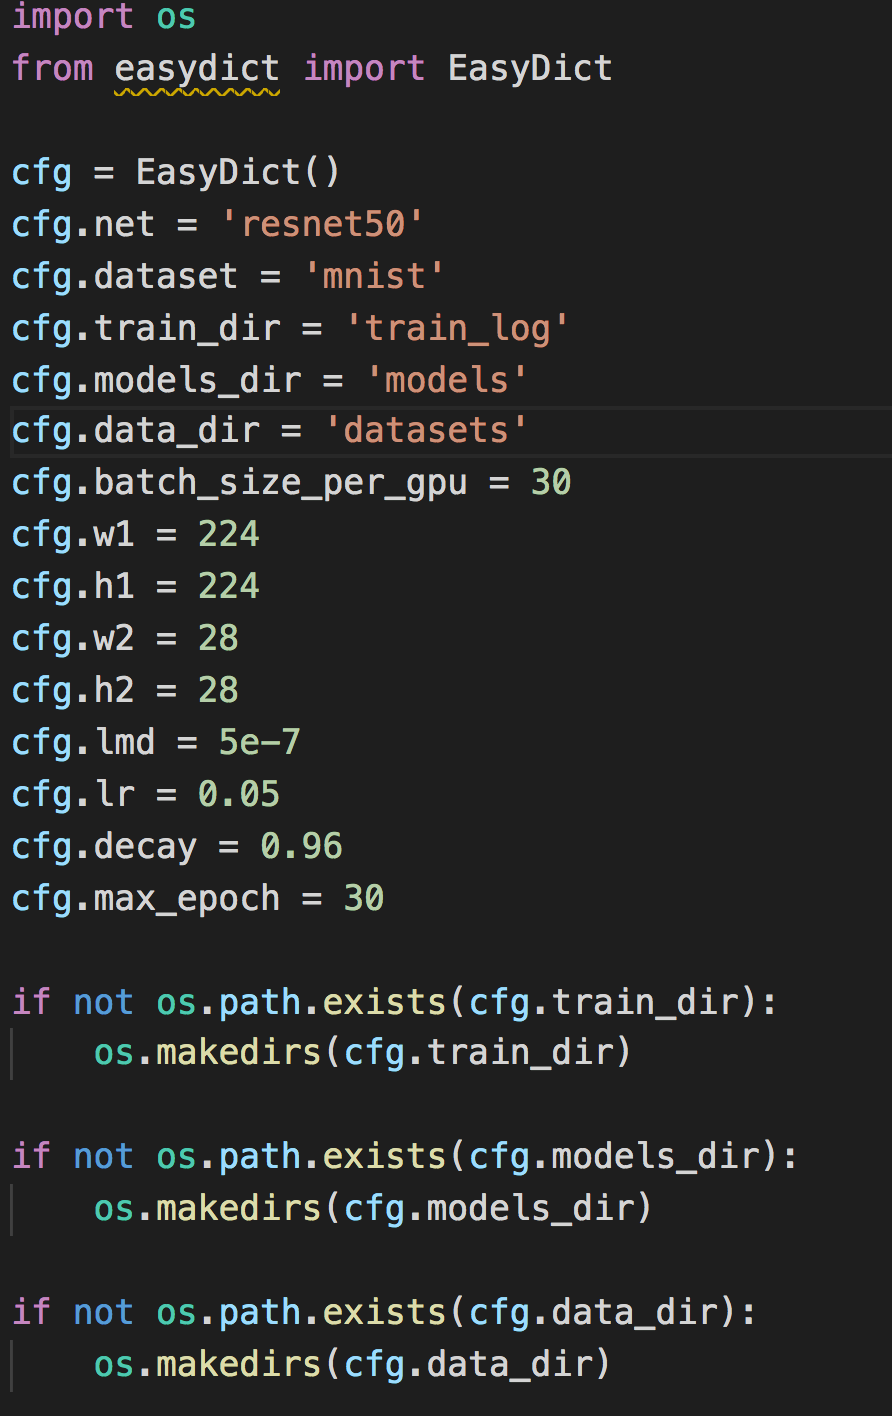 import os
from easydict import EasyDict

cfg = EasyDict()
cfg.net = 'resnet50'
cfg.dataset = 'mnist'
cfg.train_dir = 'train_log'
cfg.models_dir = 'models'
cfg.data_dir = 'datasets'
cfg.batch_size_per_gpu = 30
cfg.w1 = 224
cfg.h1 = 224
cfg.w2 = 28
cfg.h2 = 28
cfg.lmd = 5e-7
cfg.lr = 0.05
cfg.decay = 0.96
cfg.max_epoch = 30

if not os.path.exists(cfg.train_dir):
    os.makedirs(cfg.train_dir)

if not os.path.exists(cfg.models_dir):
    os.makedirs(cfg.models_dir)

if not os.path.exists(cfg.data_dir):
    os.makedirs(cfg.data_dir)